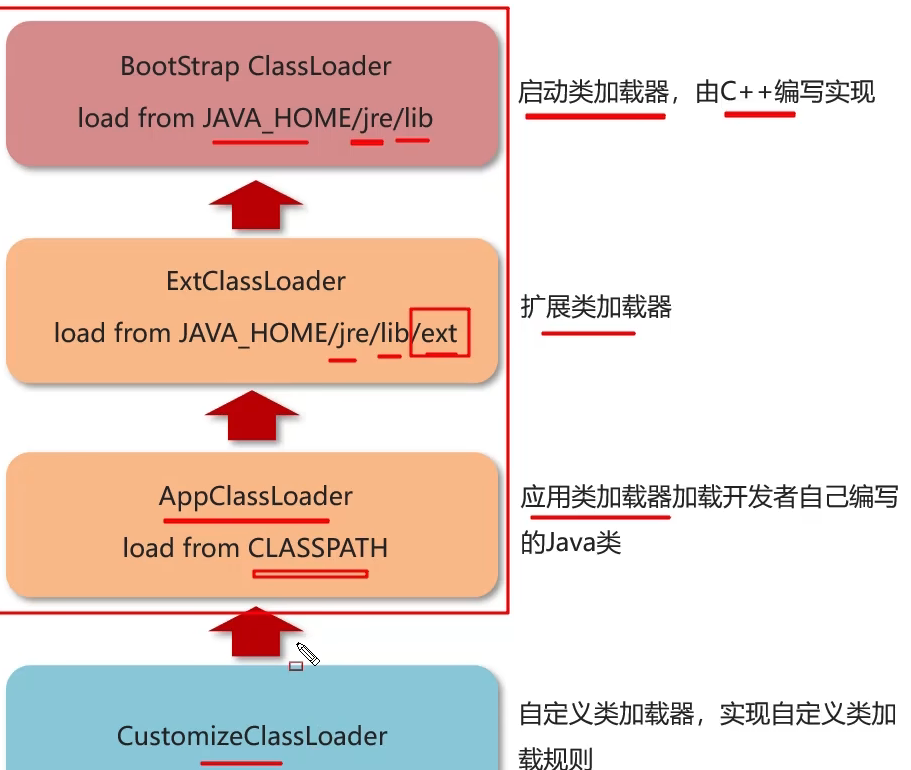 BootStrap ClassLoader
load from JAVA_HOME/jre/lib
启动类加载器，由C++编写实现
ExtClassLoader
load from JAVA_HOME/jre/lib/ext
扩展类加载器
AppClassLoader
load from CLASSPATH
应用类加载器加载开发者自己编写
的Java类
CustomizeClassLoader
自定义类加载器，实现自定义类加
载规则